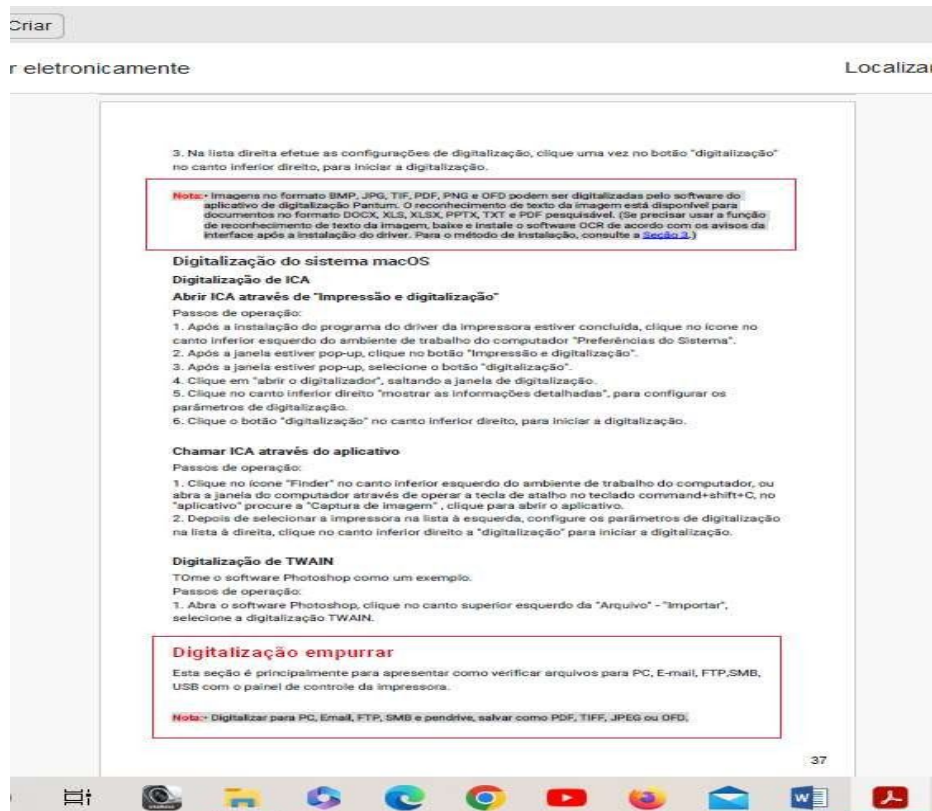 Criar
r eletronicamente
Localizar
3. Na lista direita efetue as configurações de digitalização, clique uma vez no botão "digitalização"
no canto inferior direito, para iniciar a digitalização.
Nota:• Imagens no formato BMP, JPG, TIF, PDF, PNG e OFD podem ser digitalizadas pelo software do
aplicativo de digitalização Pantum. O reconhecimento de texto da imagem está disponível para
documentos no formato DOCX, XLS, XLSX, PPTX, TXT e PDF pesquisável. (Se precisar usar a função
de reconhecimento de texto da imagem, baixe e instale o software OCR de acordo com os avisos da
interface após a instalação do driver. Para o método de instalação, consulte a Seção 3.)
Digitalização do sistema macOS
Digitalização de ICA
Abrir ICA através de "Impressão e digitalização"
Passos de operação:
1. Após a instalação do programa do driver da impressora estiver concluída, clique no ícone no
canto inferior esquerdo do ambiente de trabalho do computador "Preferências do Sistema".
2. Após a janela estiver pop-up, clique no botão "Impressão e digitalização".
3. Após a janela estiver pop-up, selecione o botão "digitalização".
4. Clique em "abrir o digitalizador", saltando a janela de digitalização.
5. Clique no canto inferior direito "mostrar as informações detalhadas", para configurar os
parâmetros de digitalização.
6. Clique o botão "digitalização" no canto inferior direito, para iniciar a digitalização.
Chamar ICA através do aplicativo
Passos de operação:
1. Clique no ícone "Finder" no canto inferior esquerdo do ambiente de trabalho do computador, ou
abra a janela do computador através de operar a tecla de atalho no teclado command+shift+C, no
"aplicativo" procure a "Captura de imagem" , clique para abrir o aplicativo.
2. Depois de selecionar a impressora na lista à esquerda, configure os parâmetros de digitalização
na lista à direita, clique no canto inferior direito a "digitalização" para iniciar a digitalização.
Digitalização de TWAIN
TOme o software Photoshop como um exemplo.
Passos de operação:
1. Abra o software Photoshop, clique no canto superior esquerdo da "Arquivo" - "Importar",
selecione a digitalização TWAIN.
Digitalização empurrar
Esta seção é principalmente para apresentar como verificar arquivos para PC, E-mail, FTP,SMB,
USB com o painel de controle da impressora.
Nota:• Digitalizar para PC, Email, FTP, SMB e pendrive, salvar como PDF, TIFF, JPEG ou OFD.
37